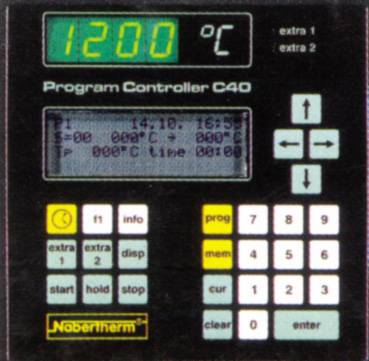 1200 °C
extra 1
extra 2
Program Controller C40
P1 14.10. 16:55
S=00 000°C → 000°C
Tp 000°C time 00:00
↑
← →
↓
f1 info prog 7 8 9
extra 1 extra 2 disp mem 4 5 6
start hold stop cur 1 2 3
Nabertherm clear 0 enter